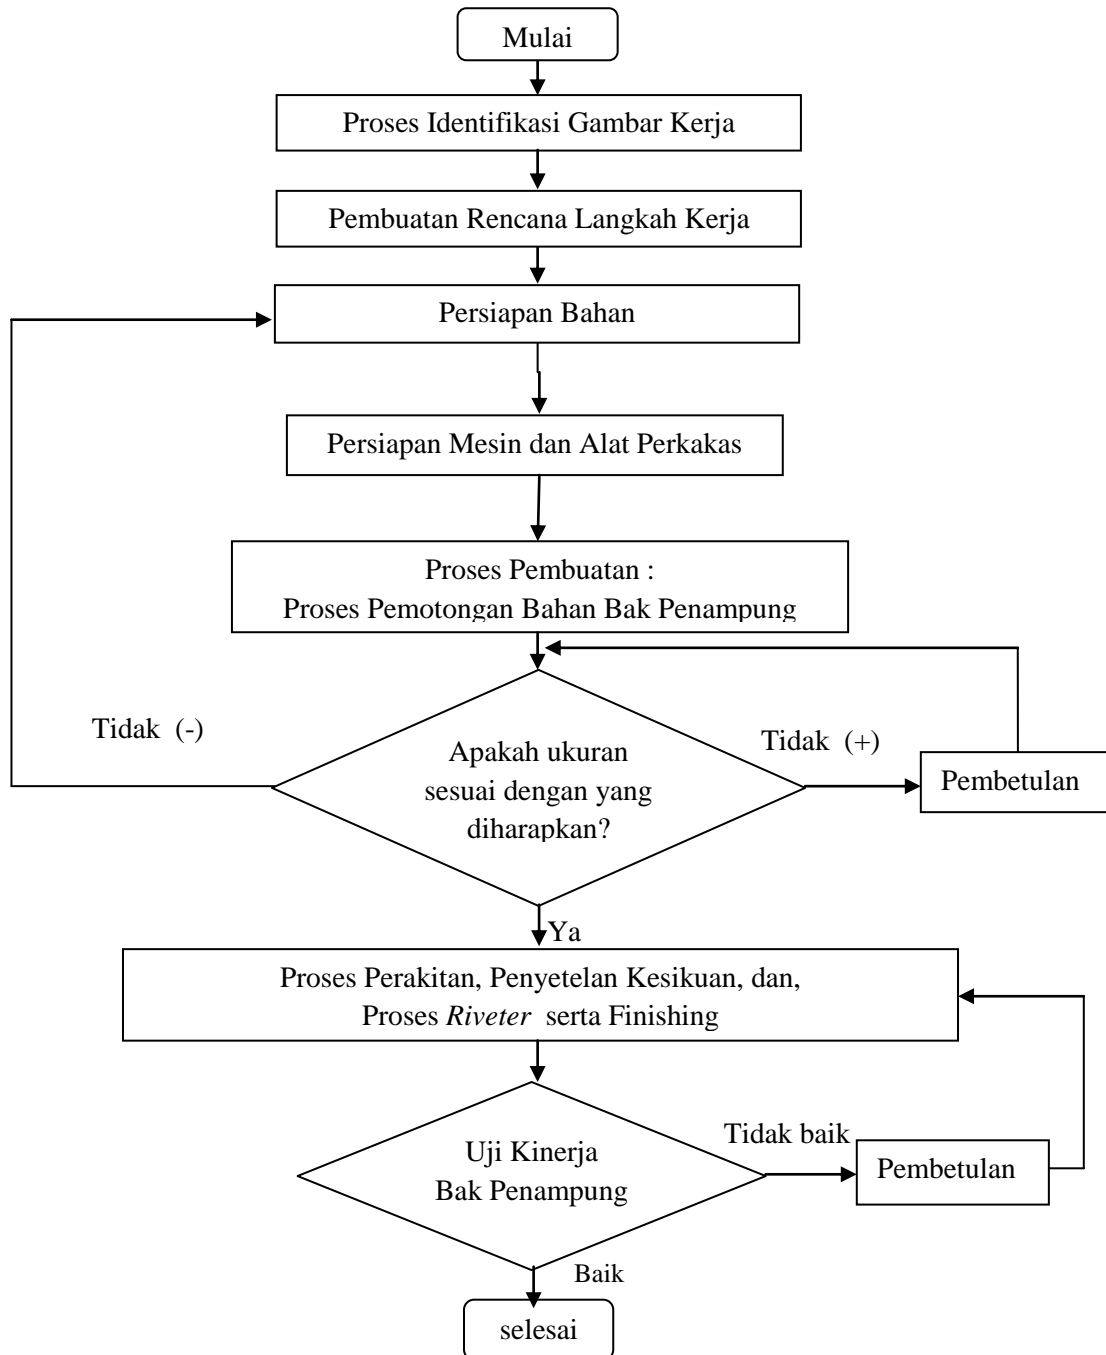 Mulai
Proses Identifikasi Gambar Kerja
Pembuatan Rencana Langkah Kerja
Persiapan Bahan
Persiapan Mesin dan Alat Perkakas
Proses Pembuatan :
Proses Pemotongan Bahan Bak Penampung
Tidak (-)
Tidak (+)
Apakah ukuran
sesuai dengan yang
diharapkan?
Pembetulan
Ya
Proses Perakitan, Penyetelan Kesikuan, dan,
Proses Riveter serta Finishing
Tidak baik
Uji Kinerja
Bak Penampung
Pembetulan
Baik
selesai